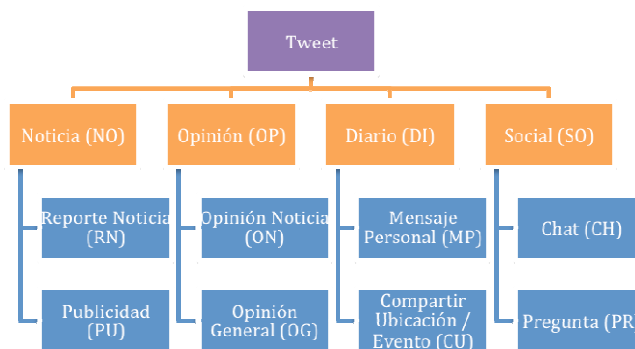 Tweet
Noticia (NO)
Opinión (OP)
Diario (DI)
Social (SO)
Reporte Noticia
(RN)
Opinión Noticia
(ON)
Mensaje
Personal (MP)
Chat (CH)
Publicidad
(PU)
Opinión
General (OG)
Compartir
Ubicación /
Evento (CU)
Pregunta (PR)